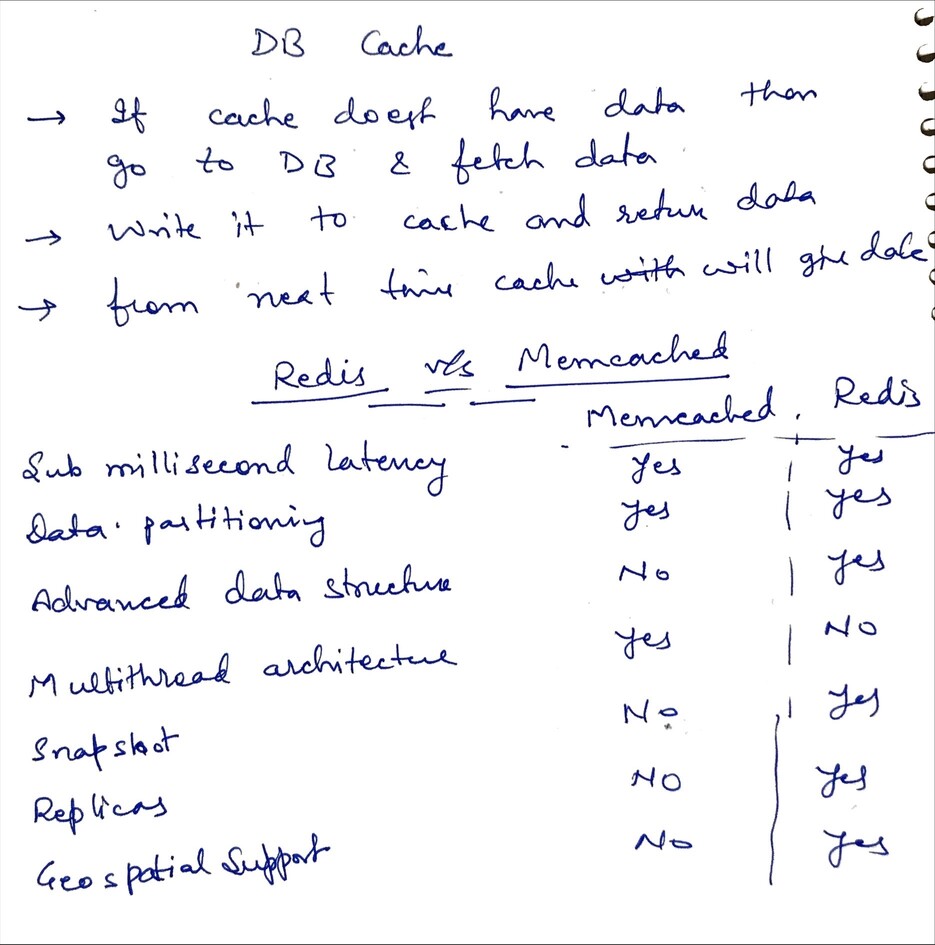 DB Cache
→ If cache doest have data then
go to DB & fetch data
→ Write it to cache and return data
→ from next time cache with will give data
Redis v/s Memcached
Memcached Redis
Sub millisecond Latency Yes Yes
Data partitioning Yes Yes
Advanced data structure No Yes
Multithread architecture Yes NO
Snapshot No Yes
Replicas NO Yes
Geospatial Support No Yes